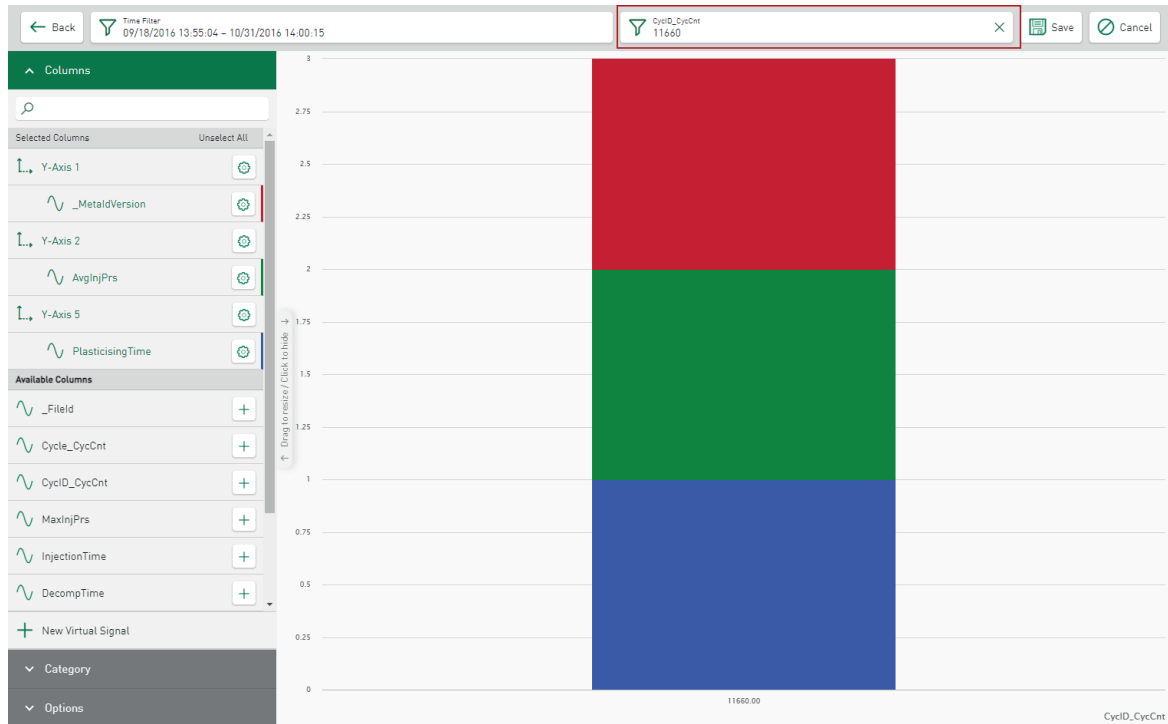 Back
Time Filter
09/18/2016 13:55:04 – 10/31/2016 14:00:15
CycID_CycCnt
11660
Save
Cancel
Columns
Selected Columns Unselect All
Y-Axis 1
_MetaIdVersion
Y-Axis 2
AvgInjPrs
Y-Axis 5
PlasticisingTime
Available Columns
_FileId
Cycle_CycCnt
CycID_CycCnt
MaxInjPrs
InjectionTime
DecompTime
New Virtual Signal
Category
Options
← Drag to resize / Click to hide →
3
2.75
2.5
2.25
2
1.75
1.5
1.25
1
0.75
0.5
0.25
0
11660.00
CycID_CycCnt